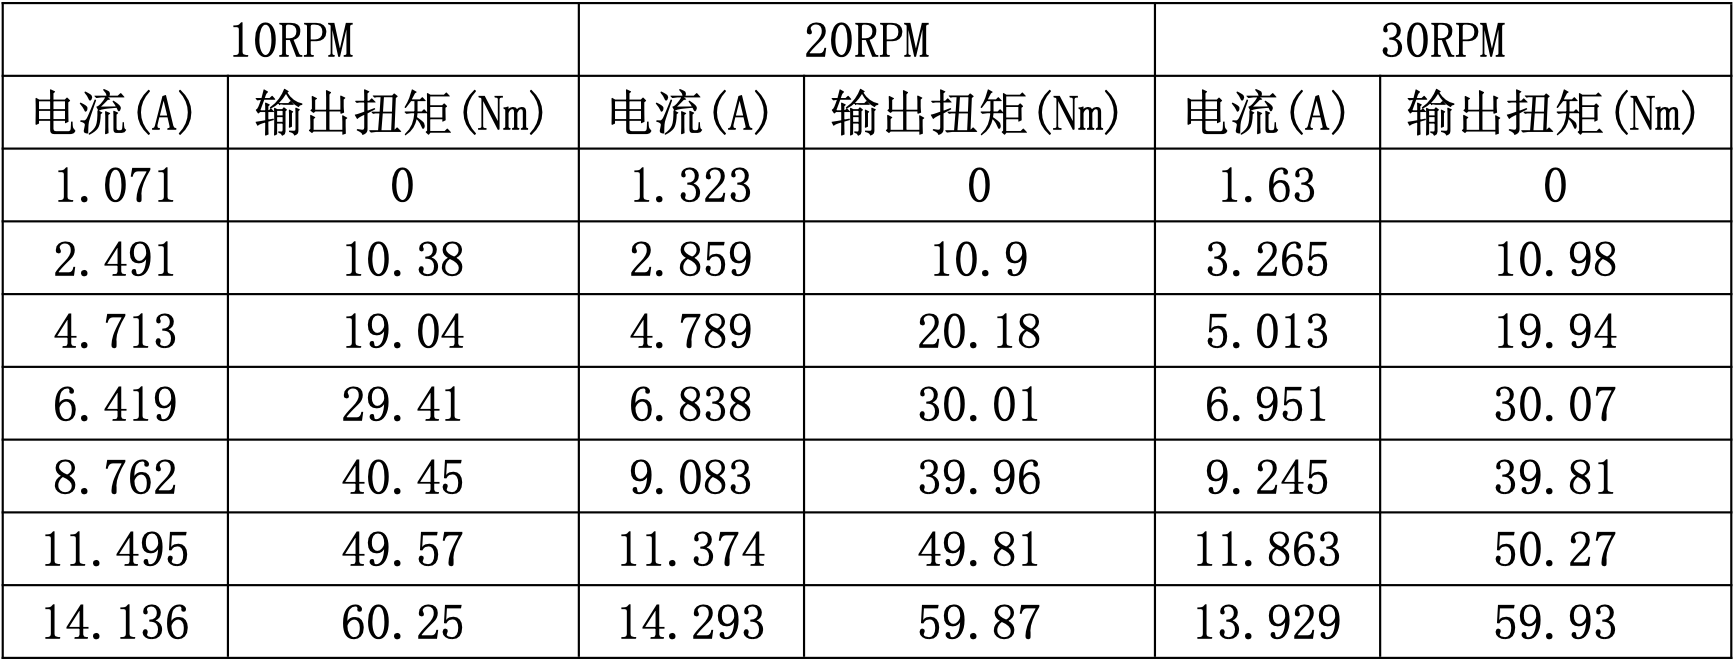 10RPM 20RPM 30RPM
电流(A) 输出扭矩(Nm) 电流(A) 输出扭矩(Nm) 电流(A) 输出扭矩(Nm)
1.071 0 1.323 0 1.63 0
2.491 10.38 2.859 10.9 3.265 10.98
4.713 19.04 4.789 20.18 5.013 19.94
6.419 29.41 6.838 30.01 6.951 30.07
8.762 40.45 9.083 39.96 9.245 39.81
11.495 49.57 11.374 49.81 11.863 50.27
14.136 60.25 14.293 59.87 13.929 59.93